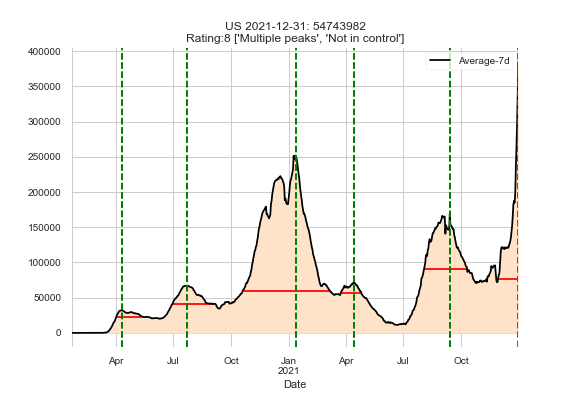 US 2021-12-31: 54743982
Rating:8 ['Multiple peaks', 'Not in control']
Average-7d
400000
350000
300000
250000
200000
150000
100000
50000
0
Apr Jul Oct Jan Apr Jul Oct
2021
Date